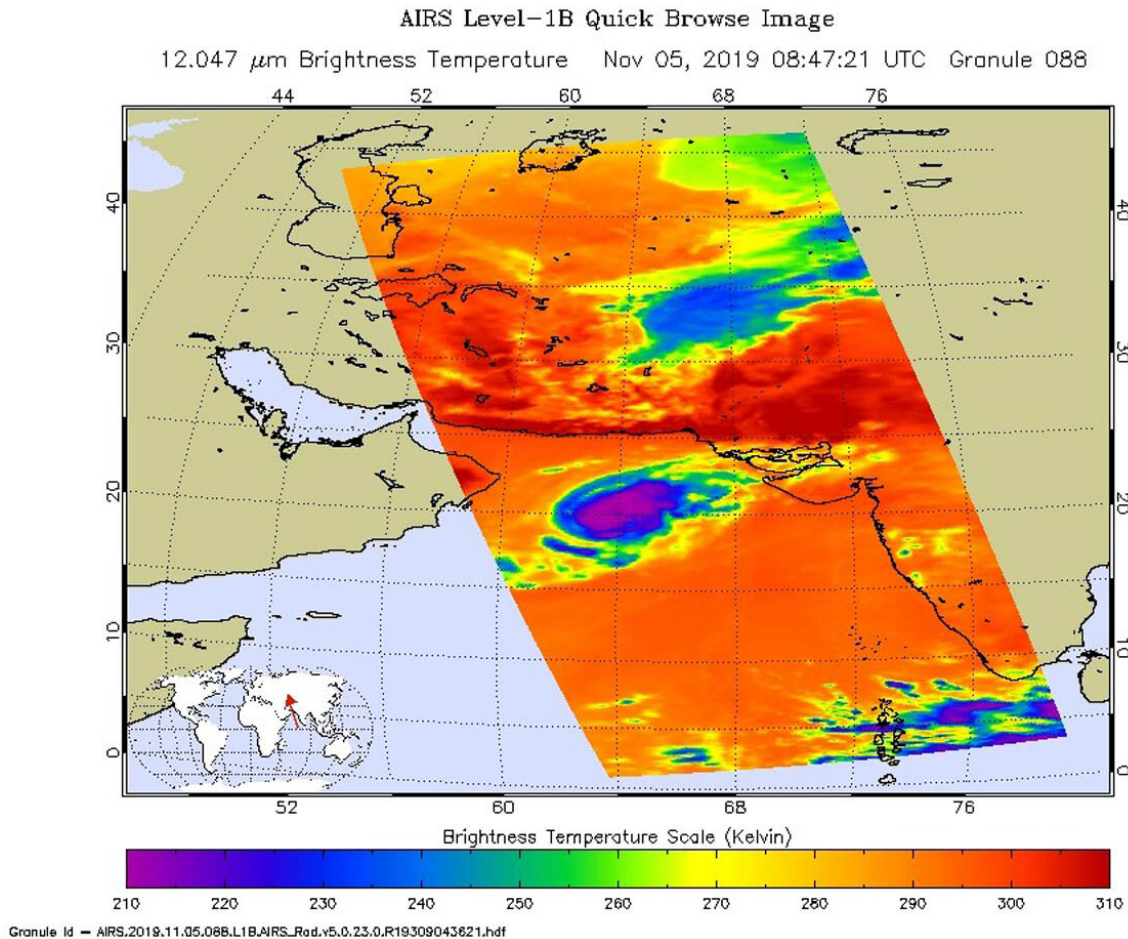 AIRS Level-1B Quick Browse Image
12.047 μm Brightness Temperature Nov 05, 2019 08:47:21 UTC Granule 088
44 52 60 68 76
40 40
30 30
20 20
10 10
0 0
52 60 68 76
Brightness Temperature Scale (Kelvin)
210 220 230 240 250 260 270 280 290 300 310
Granule Id — AIRS.2019.11.05.088.L1B.AIRS_Rad.v5.0.23.0.R19309043621.hdf